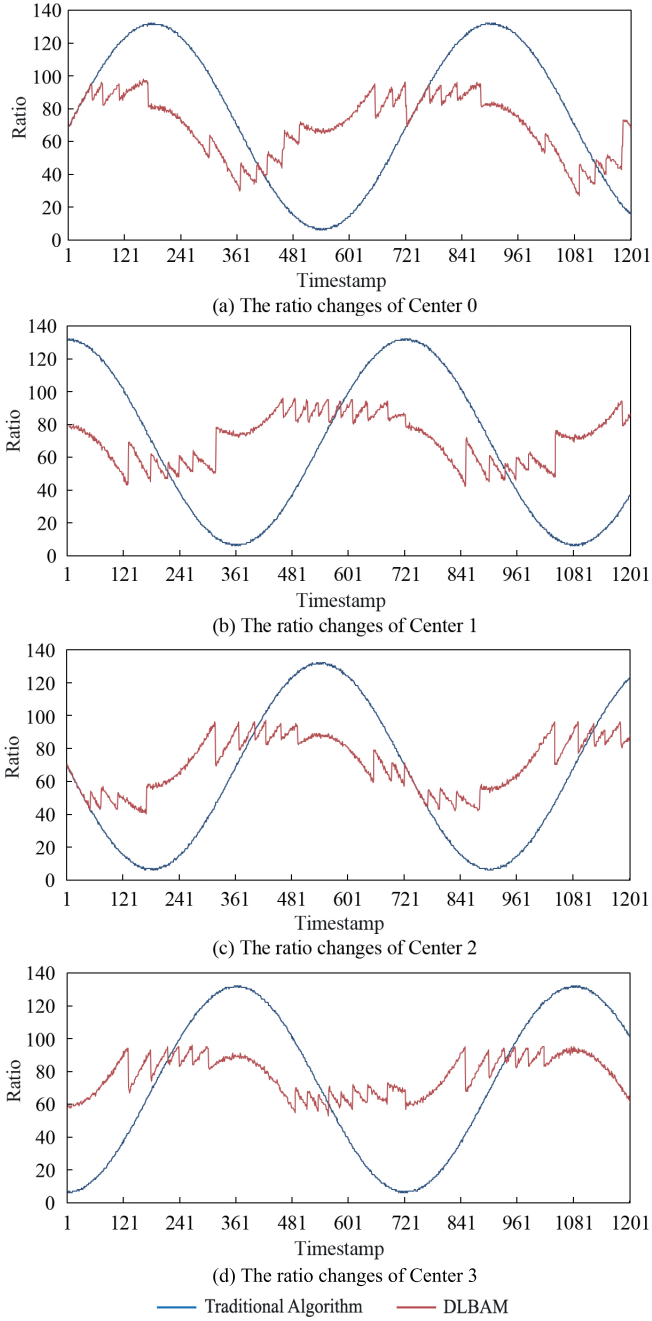 140
120
100
80
60
40
20
0
Ratio
1 121 241 361 481 601 721 841 961 1081 1201
Timestamp
(a) The ratio changes of Center 0
140
120
100
80
60
40
20
0
Ratio
1 121 241 361 481 601 721 841 961 1081 1201
Timestamp
(b) The ratio changes of Center 1
140
120
100
80
60
40
20
0
Ratio
1 121 241 361 481 601 721 841 961 1081 1201
Timestamp
(c) The ratio changes of Center 2
140
120
100
80
60
40
20
0
Ratio
1 121 241 361 481 601 721 841 961 1081 1201
Timestamp
(d) The ratio changes of Center 3
Traditional Algorithm DLBAM